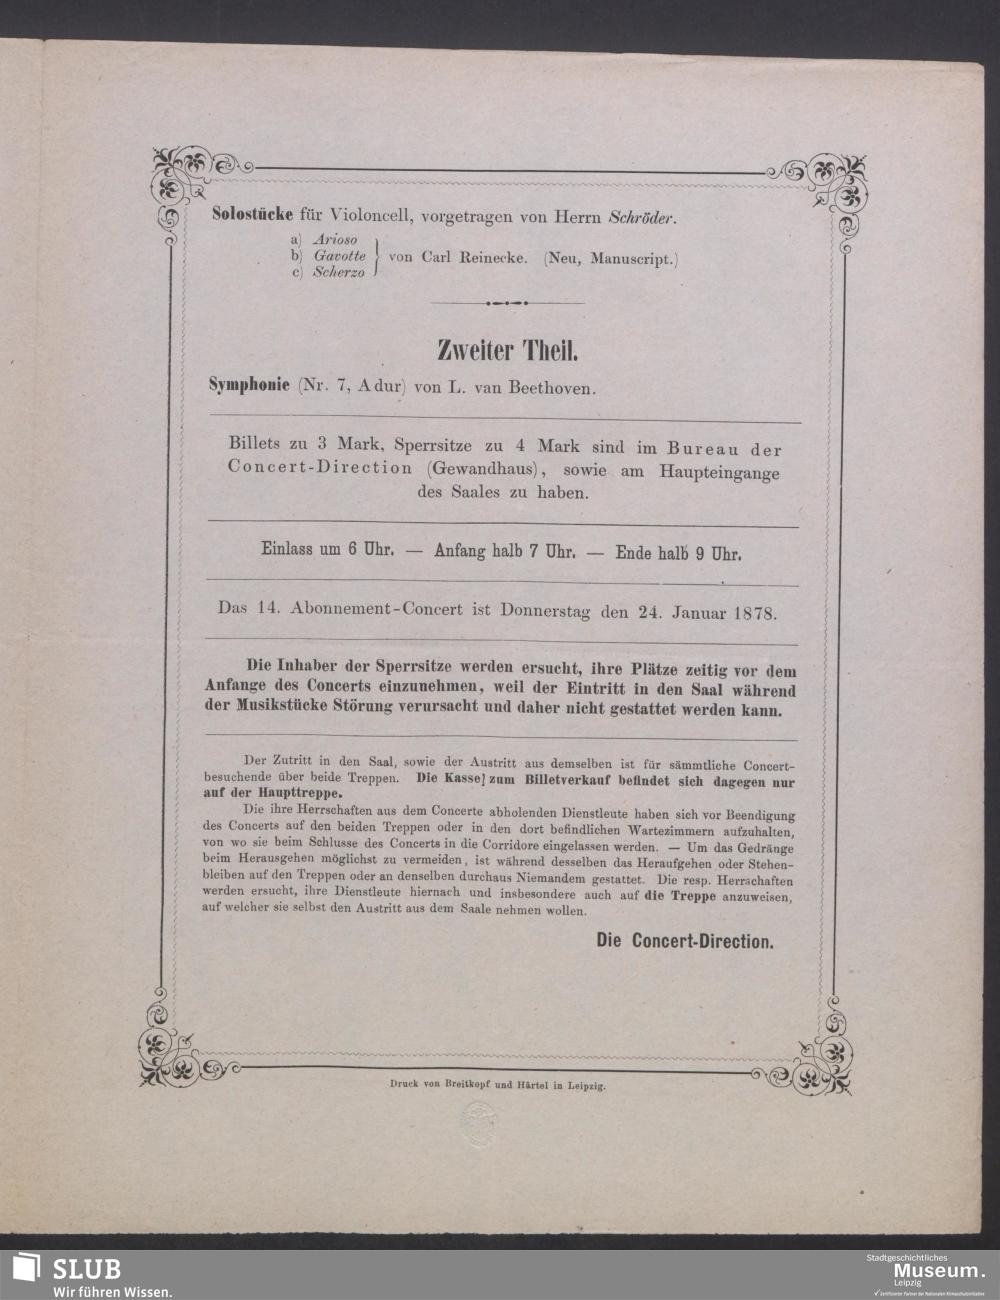 Solostücke für Violoncell, vorgetragen von Herrn Schröder.
a) Arioso
b) Gavotte } von Carl Reinecke. (Neu, Manuscript.)
c) Scherzo
Zweiter Theil.
Symphonie (Nr. 7, Adur) von L. van Beethoven.
Billets zu 3 Mark, Sperrsitze zu 4 Mark sind im Bureau der
Concert-Direction (Gewandhaus), sowie am Haupteingange
des Saales zu haben.
Einlass um 6 Uhr. — Anfang halb 7 Uhr. — Ende halb 9 Uhr.
Das 14. Abonnement-Concert ist Donnerstag den 24. Januar 1878.
Die Inhaber der Sperrsitze werden ersucht, ihre Plätze zeitig vor dem
Anfange des Concerts einzunehmen, weil der Eintritt in den Saal während
der Musikstücke Störung verursacht und daher nicht gestattet werden kann.
Der Zutritt in den Saal, sowie der Austritt aus demselben ist für sämmtliche Concert-
besuchende über beide Treppen. Die Kasse] zum Billetverkauf befindet sich dagegen nur
auf der Haupttreppe.
Die ihre Herrschaften aus dem Concerte abholenden Dienstleute haben sich vor Beendigung
des Concerts auf den beiden Treppen oder in den dort befindlichen Wartezimmern aufzuhalten,
von wo sie beim Schlusse des Concerts in die Corridore eingelassen werden. — Um das Gedränge
beim Herausgehen möglichst zu vermeiden, ist während desselben das Heraufgehen oder Stehen-
bleiben auf den Treppen oder an denselben durchaus Niemandem gestattet. Die resp. Herrschaften
werden ersucht, ihre Dienstleute hiernach und insbesondere auch auf die Treppe anzuweisen,
auf welcher sie selbst den Austritt aus dem Saale nehmen wollen.
Die Concert-Direction.
Druck von Breitkopf und Härtel in Leipzig.
SLUB
Wir führen Wissen.
Stadtgeschichtliches
Museum.
Leipzig
Zertifizierter Partner der Nationalen Klimaschutzinitiative